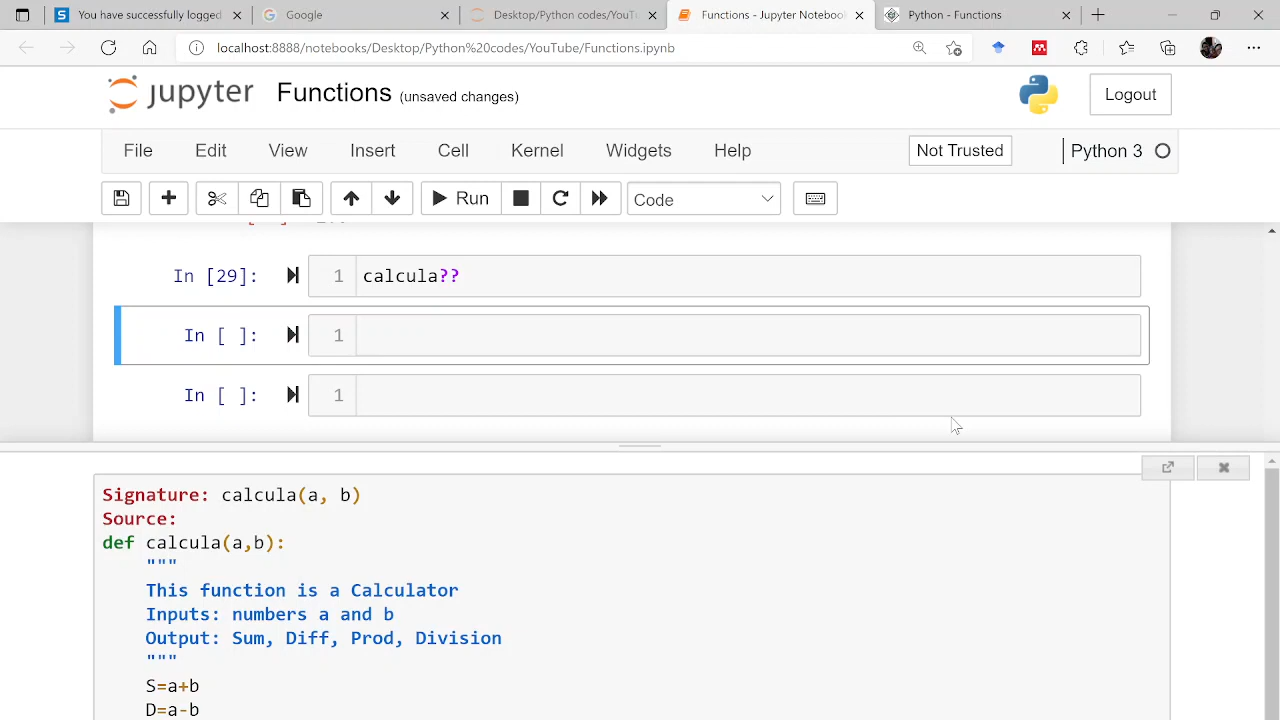 You have successfully logged
Google
Desktop/Python codes/YouTu
Functions - Jupyter Notebook
Python - Functions
localhost:8888/notebooks/Desktop/Python%20codes/YouTube/Functions.ipynb
jupyter Functions (unsaved changes)
Logout
File Edit View Insert Cell Kernel Widgets Help Not Trusted Python 3
Run Code
In [29]: 1 calcula??
In [ ]: 1
In [ ]: 1
Signature: calcula(a, b)
Source:
def calcula(a,b):
"""
This function is a Calculator
Inputs: numbers a and b
Output: Sum, Diff, Prod, Division
"""
S=a+b
D=a-b